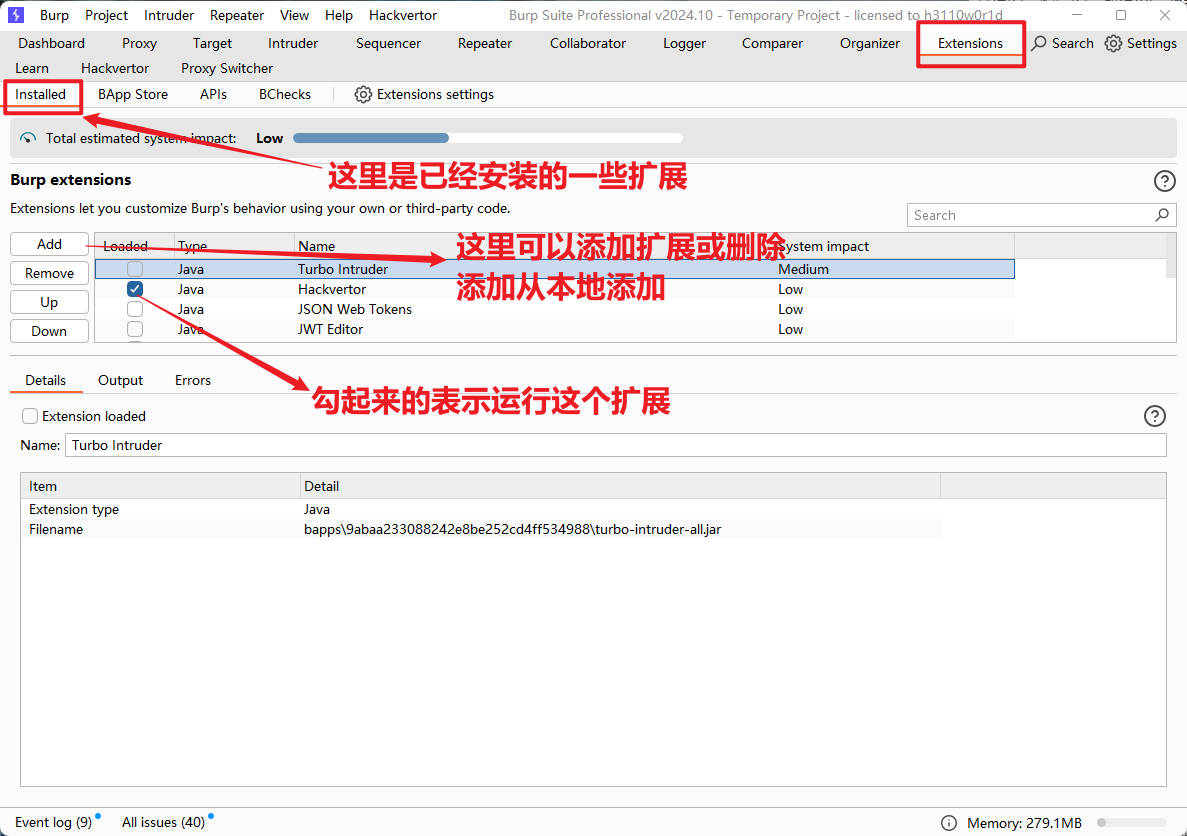 Burp Project Intruder Repeater View Help Hackvertor Burp Suite Professional v2024.10 - Temporary Project - licensed to h3110w0r1d
Dashboard Proxy Target Intruder Sequencer Repeater Collaborator Logger Comparer Organizer Extensions Search Settings
Learn Hackvertor Proxy Switcher
Installed BApp Store APIs BChecks Extensions settings
Total estimated system impact: Low
这里是已经安装的一些扩展
Burp extensions
Extensions let you customize Burp's behavior using your own or third-party code.
Search
Add
Remove
Up
Down
Loaded Type Name System impact
这里可以添加扩展或删除
添加从本地添加
Java Turbo Intruder Medium
Java Hackvertor Low
Java JSON Web Tokens Low
Java JWT Editor Low
勾起来的表示运行这个扩展
Details Output Errors
Extension loaded
Name: Turbo Intruder
Item Detail
Extension type Java
Filename bapps\9abaa233088242e8be252cd4ff534988\turbo-intruder-all.jar
Event log (9) All issues (40) Memory: 279.1MB